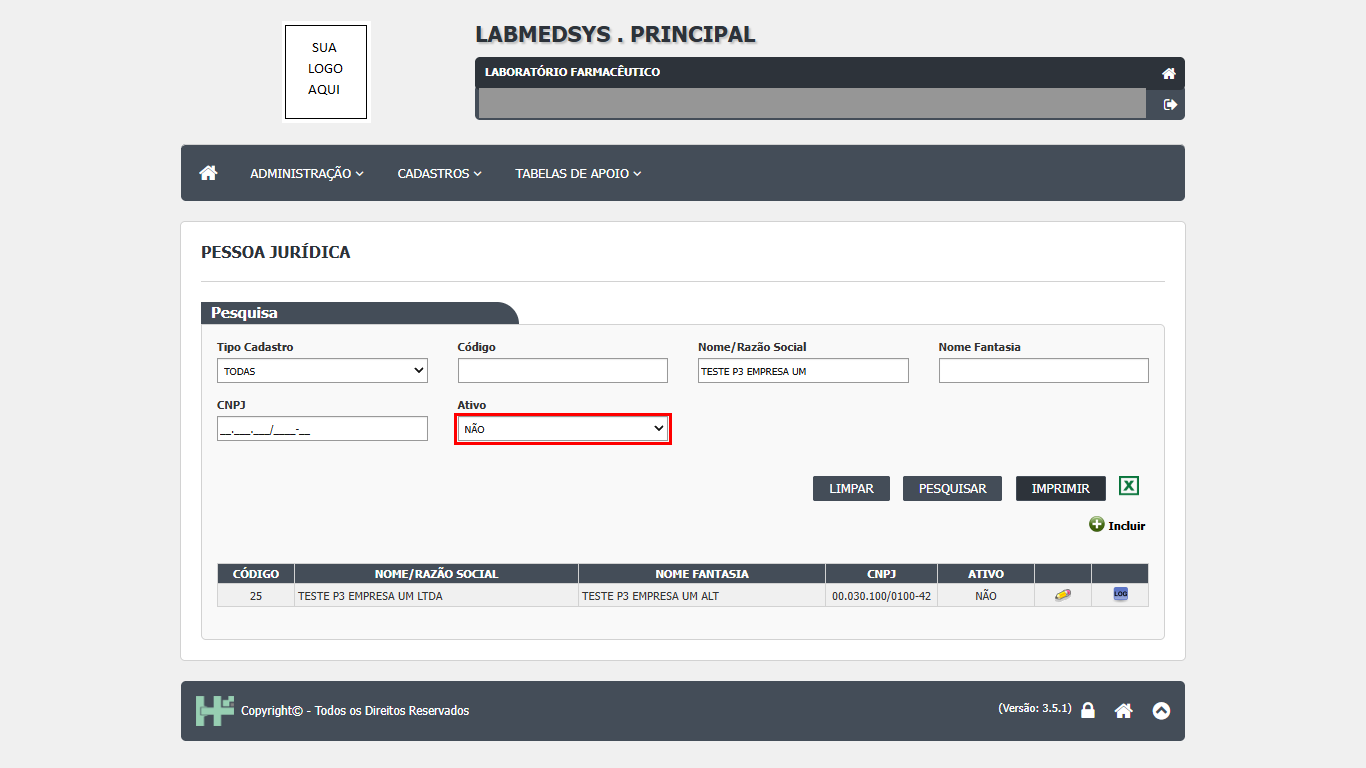 SUA
LOGO
AQUI
LABMEDSYS . PRINCIPAL
LABORATÓRIO FARMACÊUTICO
ADMINISTRAÇÃO CADASTROS TABELAS DE APOIO
PESSOA JURÍDICA
Pesquisa
Tipo Cadastro Código Nome/Razão Social Nome Fantasia
TODAS TESTE P3 EMPRESA UM
CNPJ Ativo
__.___.___/____-__ NÃO
LIMPAR PESQUISAR IMPRIMIR
Incluir
CÓDIGO NOME/RAZÃO SOCIAL NOME FANTASIA CNPJ ATIVO
25 TESTE P3 EMPRESA UM LTDA TESTE P3 EMPRESA UM ALT 00.030.100/0100-42 NÃO LOG
Copyright© - Todos os Direitos Reservados (Versão: 3.5.1)